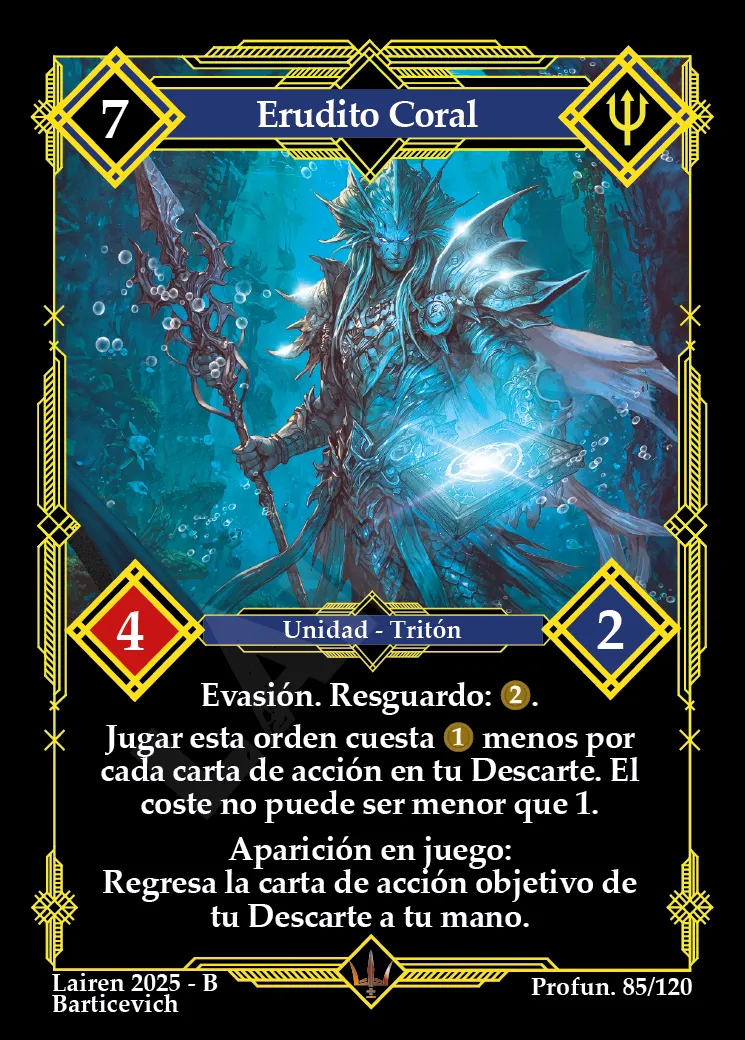 7
Erudito Coral
4
Unidad - Tritón
2
Evasión. Resguardo: 2.
Jugar esta orden cuesta 1 menos por
cada carta de acción en tu Descarte. El
coste no puede ser menor que 1.
Aparición en juego:
Regresa la carta de acción objetivo de
tu Descarte a tu mano.
Lairen 2025 - B
Barticevich
Profun. 85/120